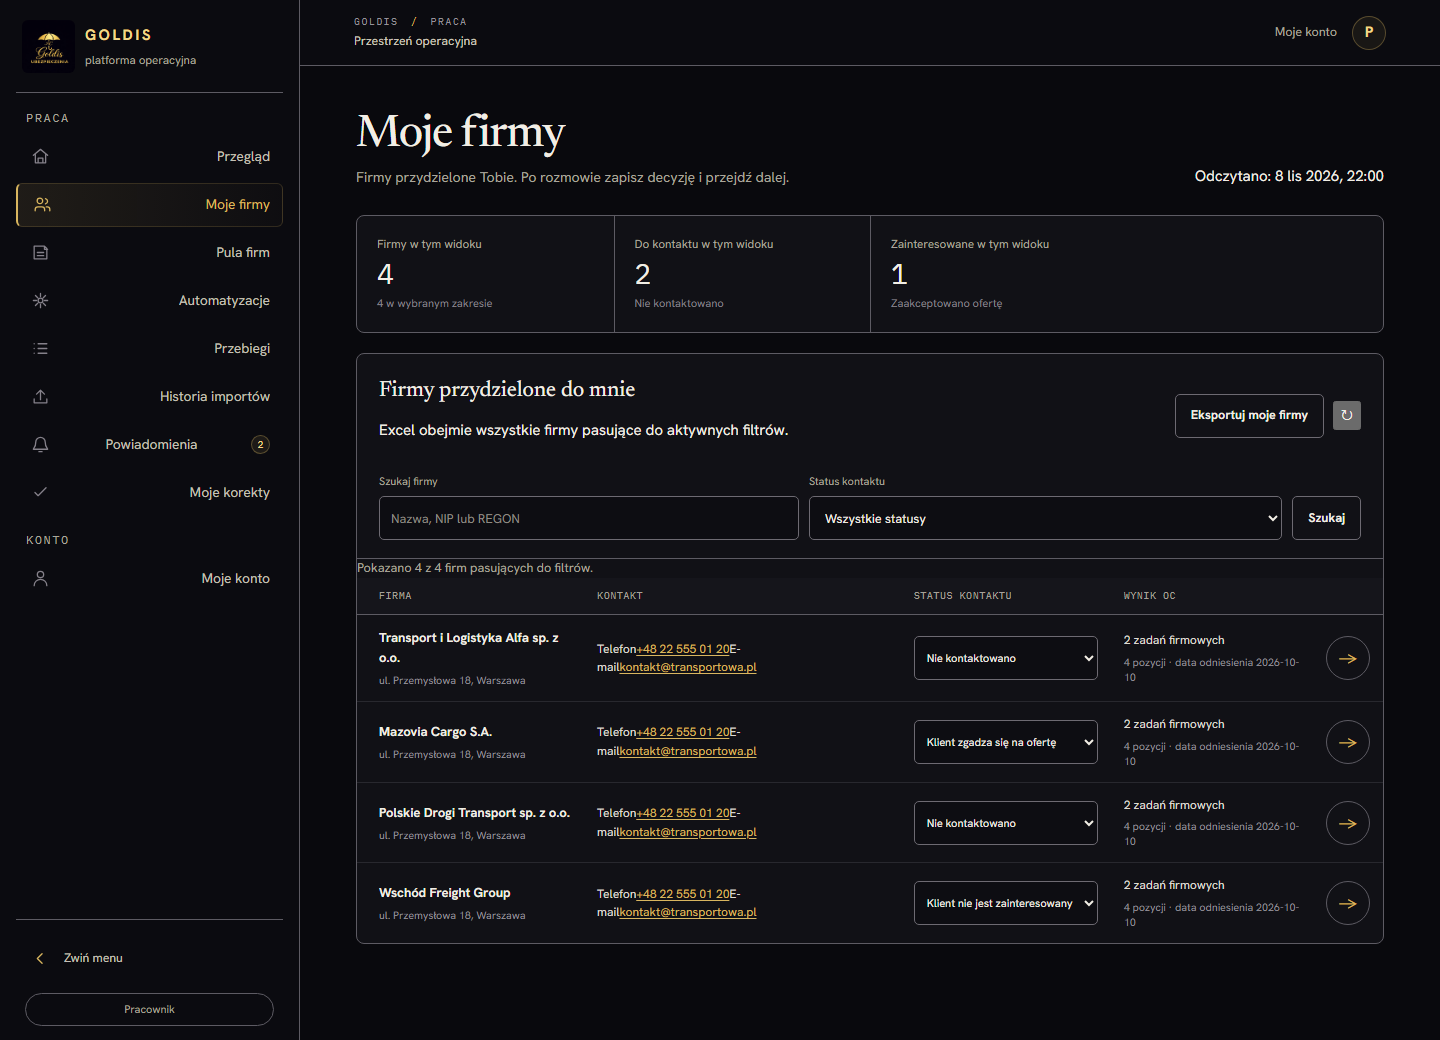 GOLDIS
platforma operacyjna
Goldis
UBEZPIECZENIA
GOLDIS / PRACA
Przestrzeń operacyjna
Moje konto
P
PRACA
Przegląd
Moje firmy
Pula firm
Automatyzacje
Przebiegi
Historia importów
Powiadomienia 2
Moje korekty
KONTO
Moje konto
Zwiń menu
Pracownik
Moje firmy
Firmy przydzielone Tobie. Po rozmowie zapisz decyzję i przejdź dalej.
Odczytano: 8 lis 2026, 22:00
Firmy w tym widoku
4
4 w wybranym zakresie
Do kontaktu w tym widoku
2
Nie kontaktowano
Zainteresowane w tym widoku
1
Zaakceptowano ofertę
Firmy przydzielone do mnie
Excel obejmie wszystkie firmy pasujące do aktywnych filtrów.
Eksportuj moje firmy
↻
Szukaj firmy
Nazwa, NIP lub REGON
Status kontaktu
Wszystkie statusy
Szukaj
Pokazano 4 z 4 firm pasujących do filtrów.
FIRMA KONTAKT STATUS KONTAKTU WYNIK OC
Transport i Logistyka Alfa sp. z
o.o.
ul. Przemysłowa 18, Warszawa
Telefon+48 22 555 01 20E-
mailkontakt@transportowa.pl
Nie kontaktowano
2 zadań firmowych
4 pozycji · data odniesienia 2026-10-
10
Mazovia Cargo S.A.
ul. Przemysłowa 18, Warszawa
Telefon+48 22 555 01 20E-
mailkontakt@transportowa.pl
Klient zgadza się na ofertę
2 zadań firmowych
4 pozycji · data odniesienia 2026-10-
10
Polskie Drogi Transport sp. z o.o.
ul. Przemysłowa 18, Warszawa
Telefon+48 22 555 01 20E-
mailkontakt@transportowa.pl
Nie kontaktowano
2 zadań firmowych
4 pozycji · data odniesienia 2026-10-
10
Wschód Freight Group
ul. Przemysłowa 18, Warszawa
Telefon+48 22 555 01 20E-
mailkontakt@transportowa.pl
Klient nie jest zainteresowany
2 zadań firmowych
4 pozycji · data odniesienia 2026-10-
10